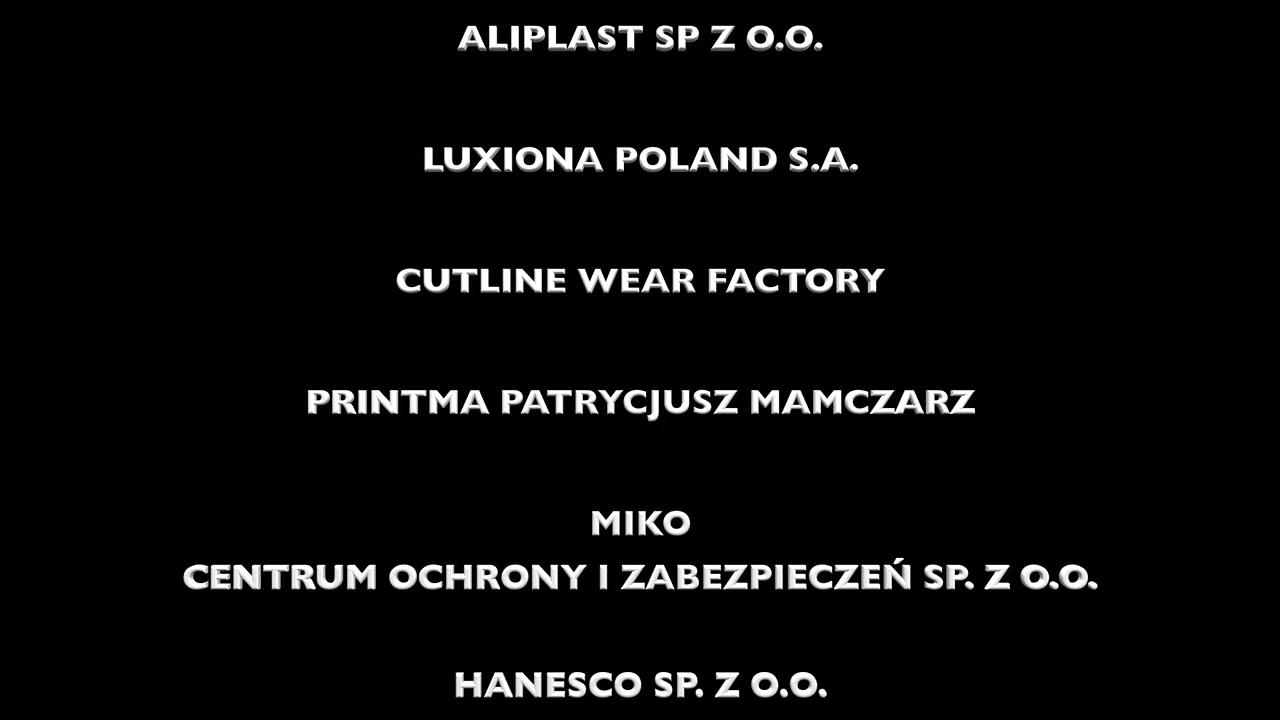 ALIPLAST SP Z O.O.
LUXIONA POLAND S.A.
CUTLINE WEAR FACTORY
PRINTMA PATRYCJUSZ MAMCZARZ
MIKO
CENTRUM OCHRONY I ZABEZPIECZEŃ SP. Z O.O.
HANESCO SP. Z O.O.